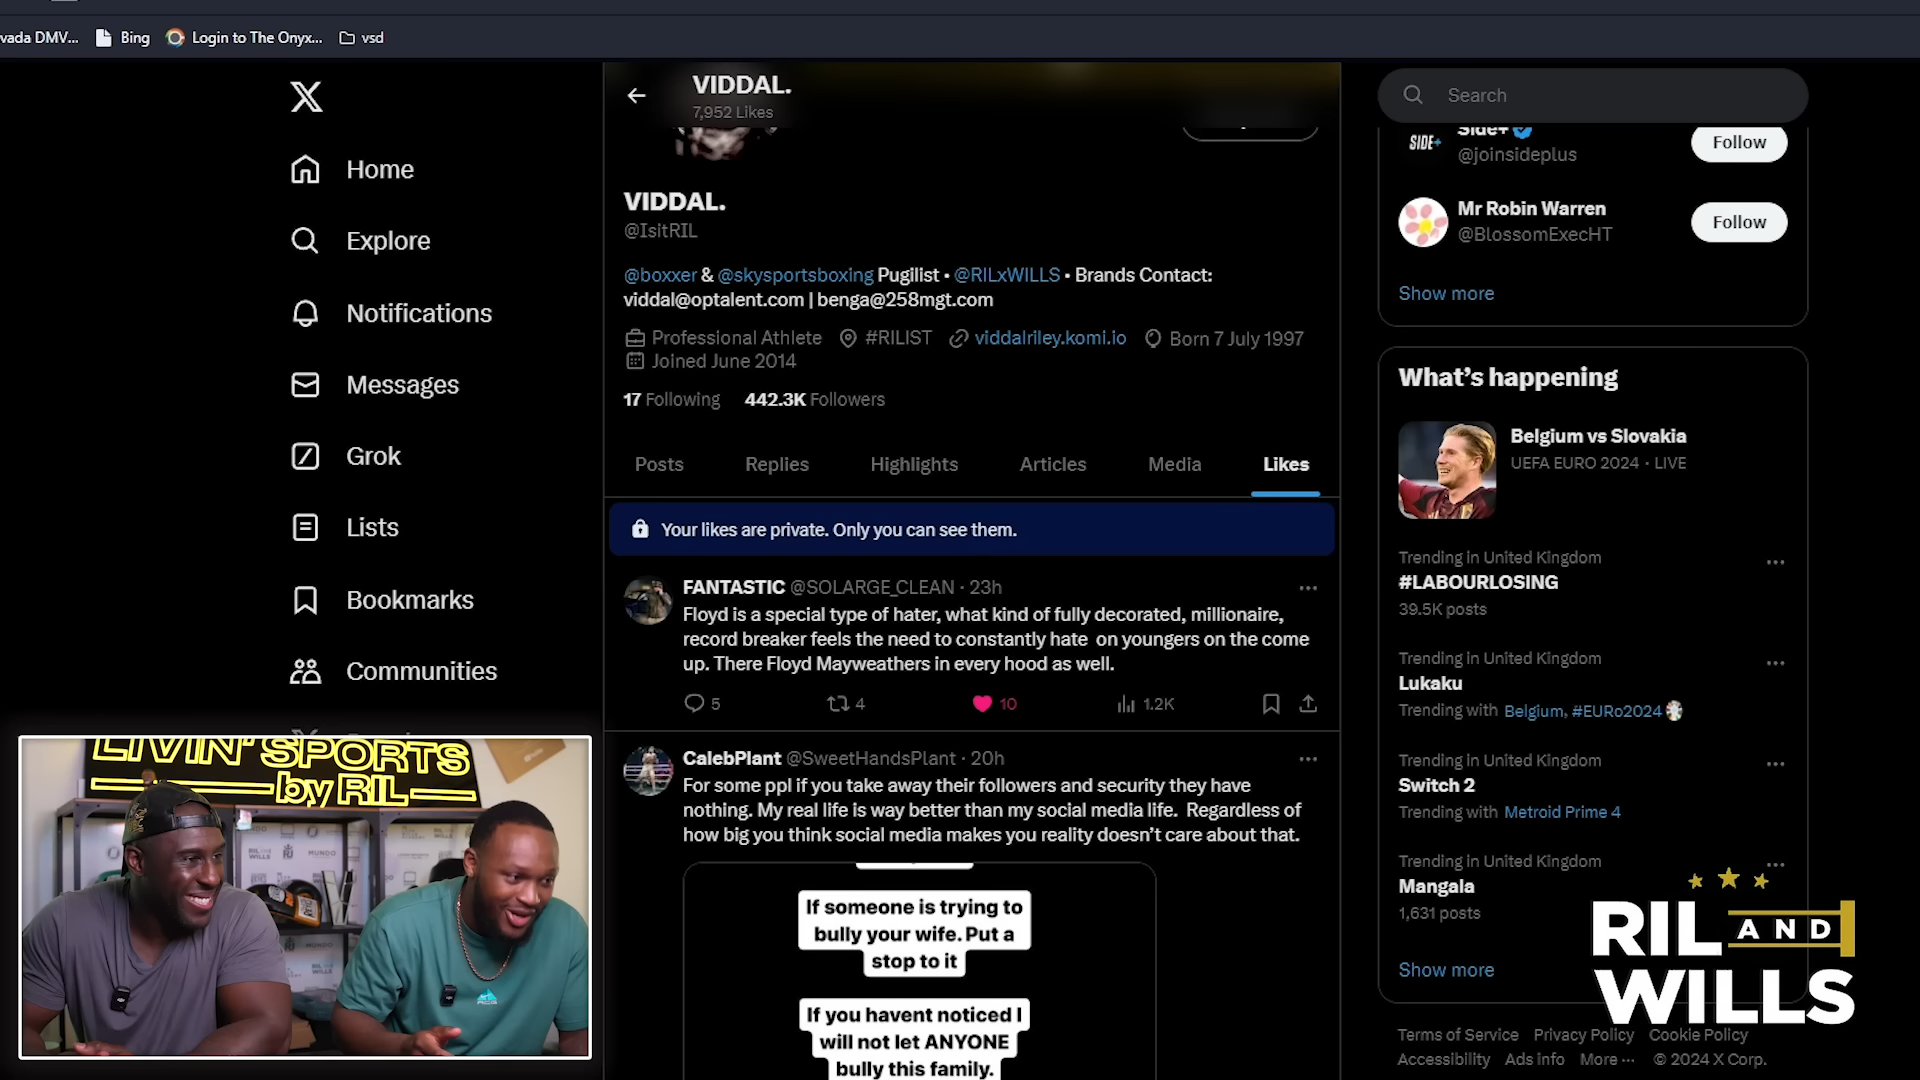 vada DMV...
Bing
Login to The Onyx...
vsd
VIDDAL.
7,952 Likes
Home
Explore
Notifications
Messages
Grok
Lists
Bookmarks
Communities
VIDDAL.
@IsitRIL
@boxxer & @skysportsboxing Pugilist • @RILxWILLS • Brands Contact:
viddal@optalent.com | benga@258mgt.com
Professional Athlete #RILIST viddalriley.komi.io Born 7 July 1997
Joined June 2014
17 Following 442.3K Followers
Posts Replies Highlights Articles Media Likes
Your likes are private. Only you can see them.
FANTASTIC @SOLARGE_CLEAN · 23h
Floyd is a special type of hater, what kind of fully decorated, millionaire,
record breaker feels the need to constantly hate on youngers on the come
up. There Floyd Mayweathers in every hood as well.
5 4 10 1.2K
CalebPlant @SweetHandsPlant · 20h
For some ppl if you take away their followers and security they have
nothing. My real life is way better than my social media life. Regardless of
how big you think social media makes you reality doesn't care about that.
If someone is trying to
bully your wife. Put a
stop to it
If you havent noticed I
will not let ANYONE
bully this family.
Search
SIDE+
Side+
@joinsideplus
Follow
Mr Robin Warren
@BlossomExecHT
Follow
Show more
What's happening
Belgium vs Slovakia
UEFA EURO 2024 · LIVE
Trending in United Kingdom
#LABOURLOSING
39.5K posts
Trending in United Kingdom
Lukaku
Trending with Belgium, #EURo2024
Trending in United Kingdom
Switch 2
Trending with Metroid Prime 4
Trending in United Kingdom
Mangala
1,631 posts
Show more
Terms of Service Privacy Policy Cookie Policy
Accessibility Ads info More ··· © 2024 X Corp.
LIVIN' SPORTS
by RIL
RIL AND
WILLS
MUNDO
RIL AND
WILLS